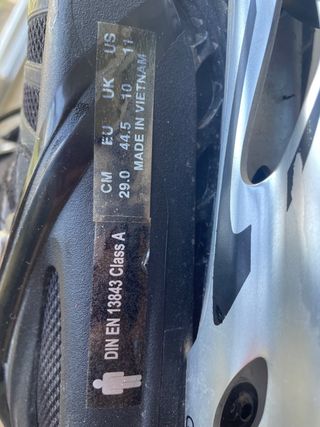 DIN EN 13843 Class A
CM EU UK US
29.0 44.5 10 11
MADE IN VIETNAM